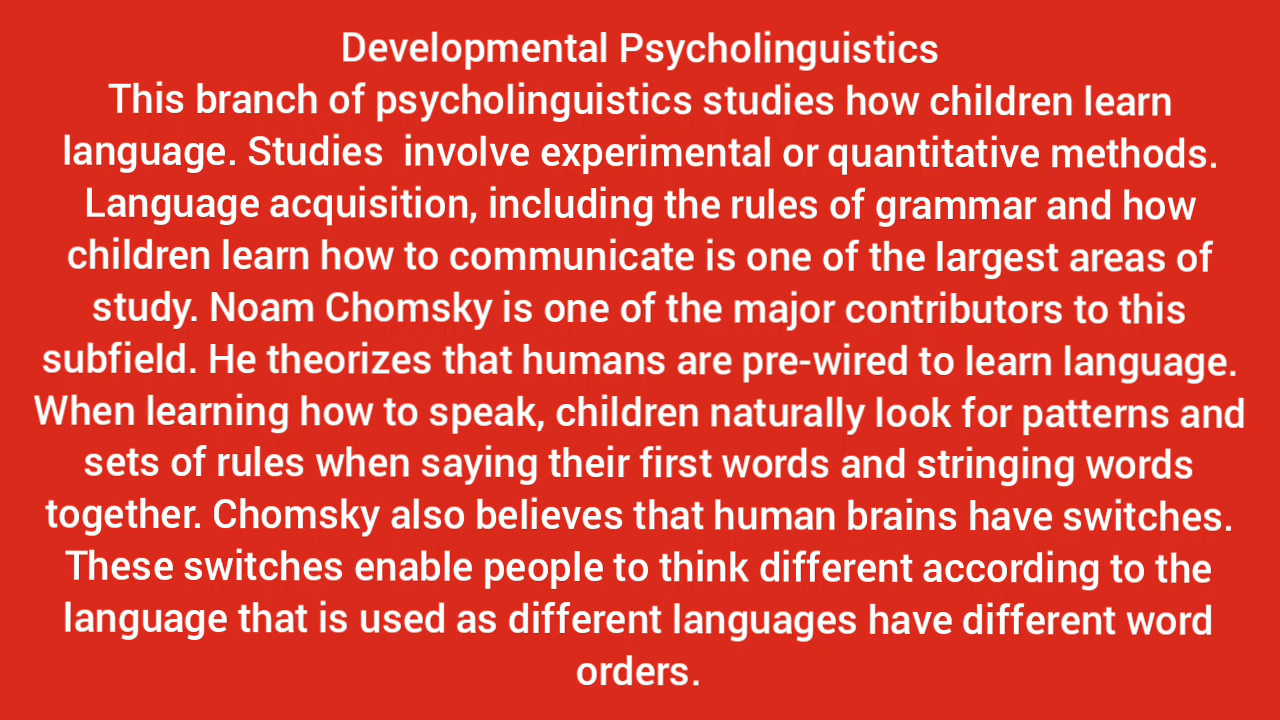 Developmental Psycholinguistics
This branch of psycholinguistics studies how children learn
language. Studies  involve experimental or quantitative methods.
Language acquisition, including the rules of grammar and how
children learn how to communicate is one of the largest areas of
study. Noam Chomsky is one of the major contributors to this
subfield. He theorizes that humans are pre-wired to learn language.
When learning how to speak, children naturally look for patterns and
sets of rules when saying their first words and stringing words
together. Chomsky also believes that human brains have switches.
These switches enable people to think different according to the
language that is used as different languages have different word
orders.